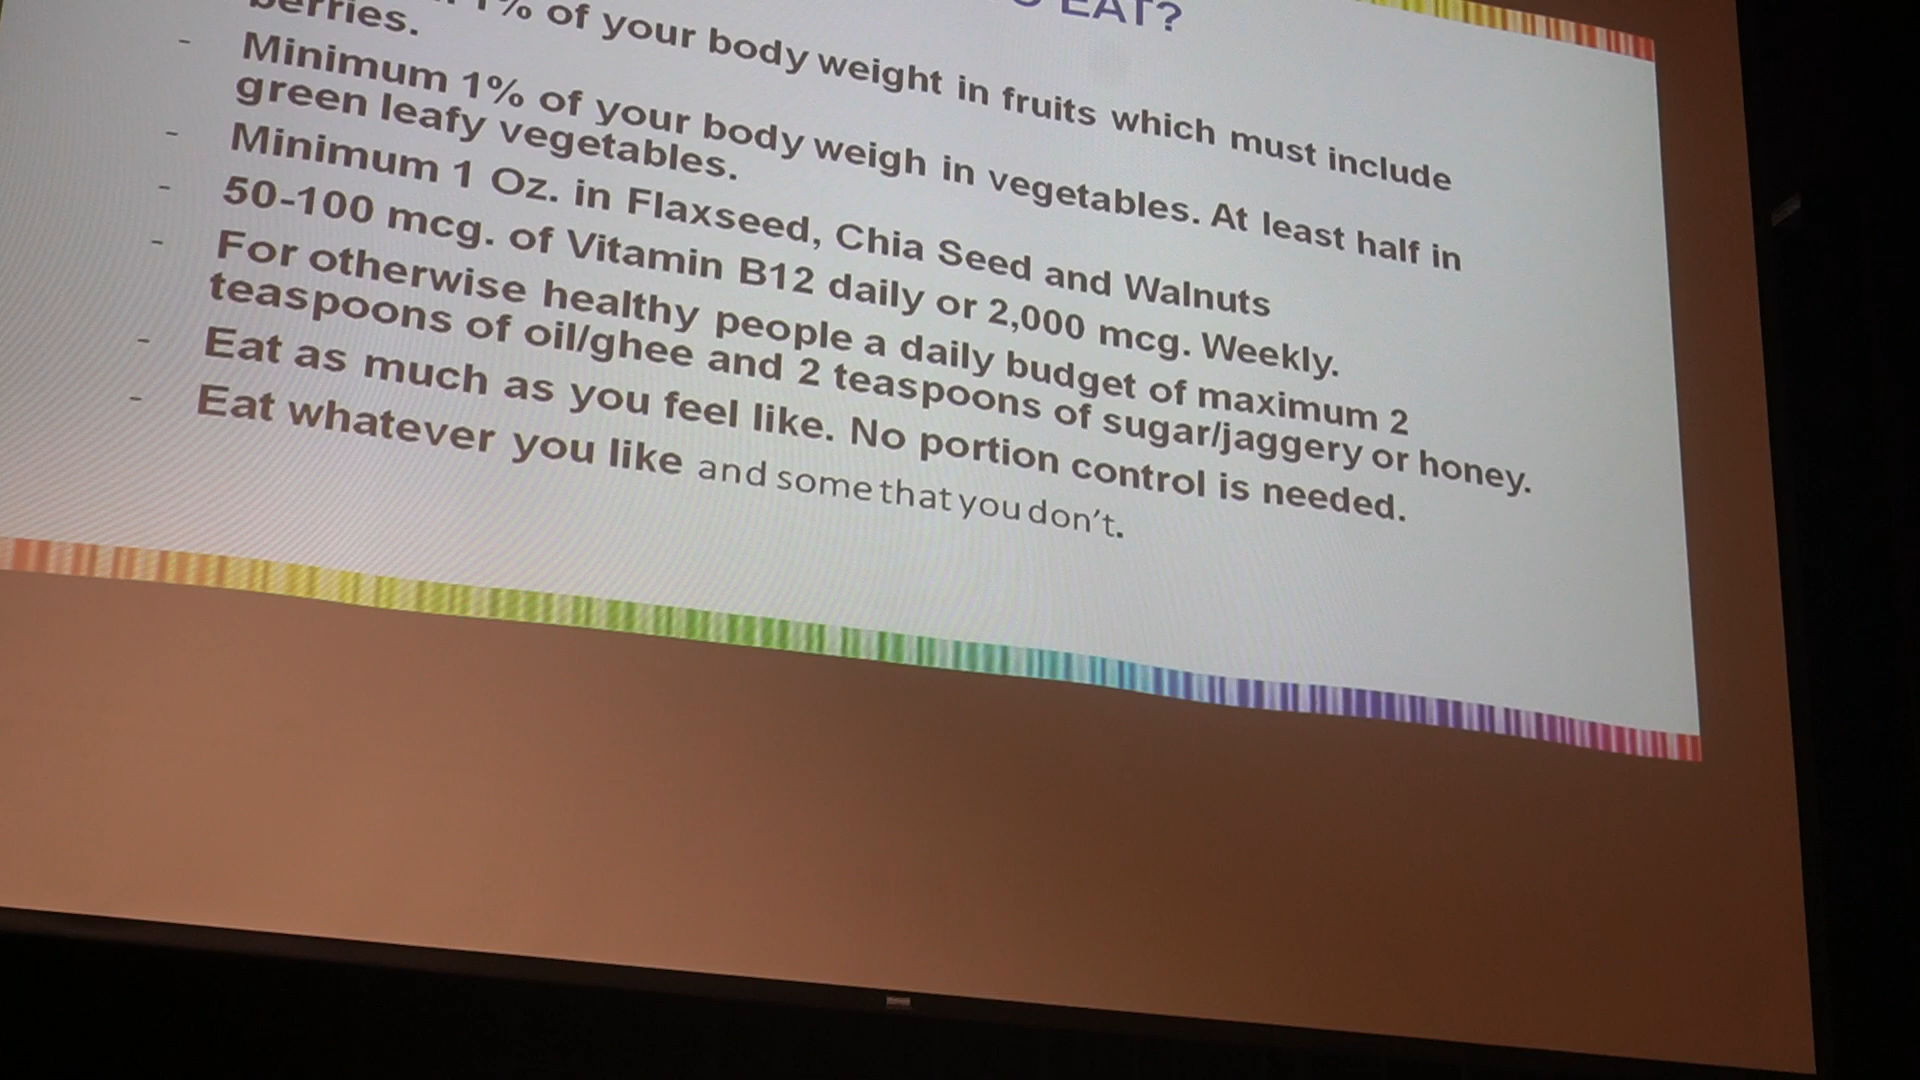 EAT?
1% of your body weight in fruits which must include
berries.
- Minimum 1% of your body weigh in vegetables. At least half in
green leafy vegetables.
- Minimum 1 Oz. in Flaxseed, Chia Seed and Walnuts
- 50-100 mcg. of Vitamin B12 daily or 2,000 mcg. Weekly.
- For otherwise healthy people a daily budget of maximum 2
teaspoons of oil/ghee and 2 teaspoons of sugar/jaggery or honey.
- Eat as much as you feel like. No portion control is needed.
- Eat whatever you like and some that you don't.